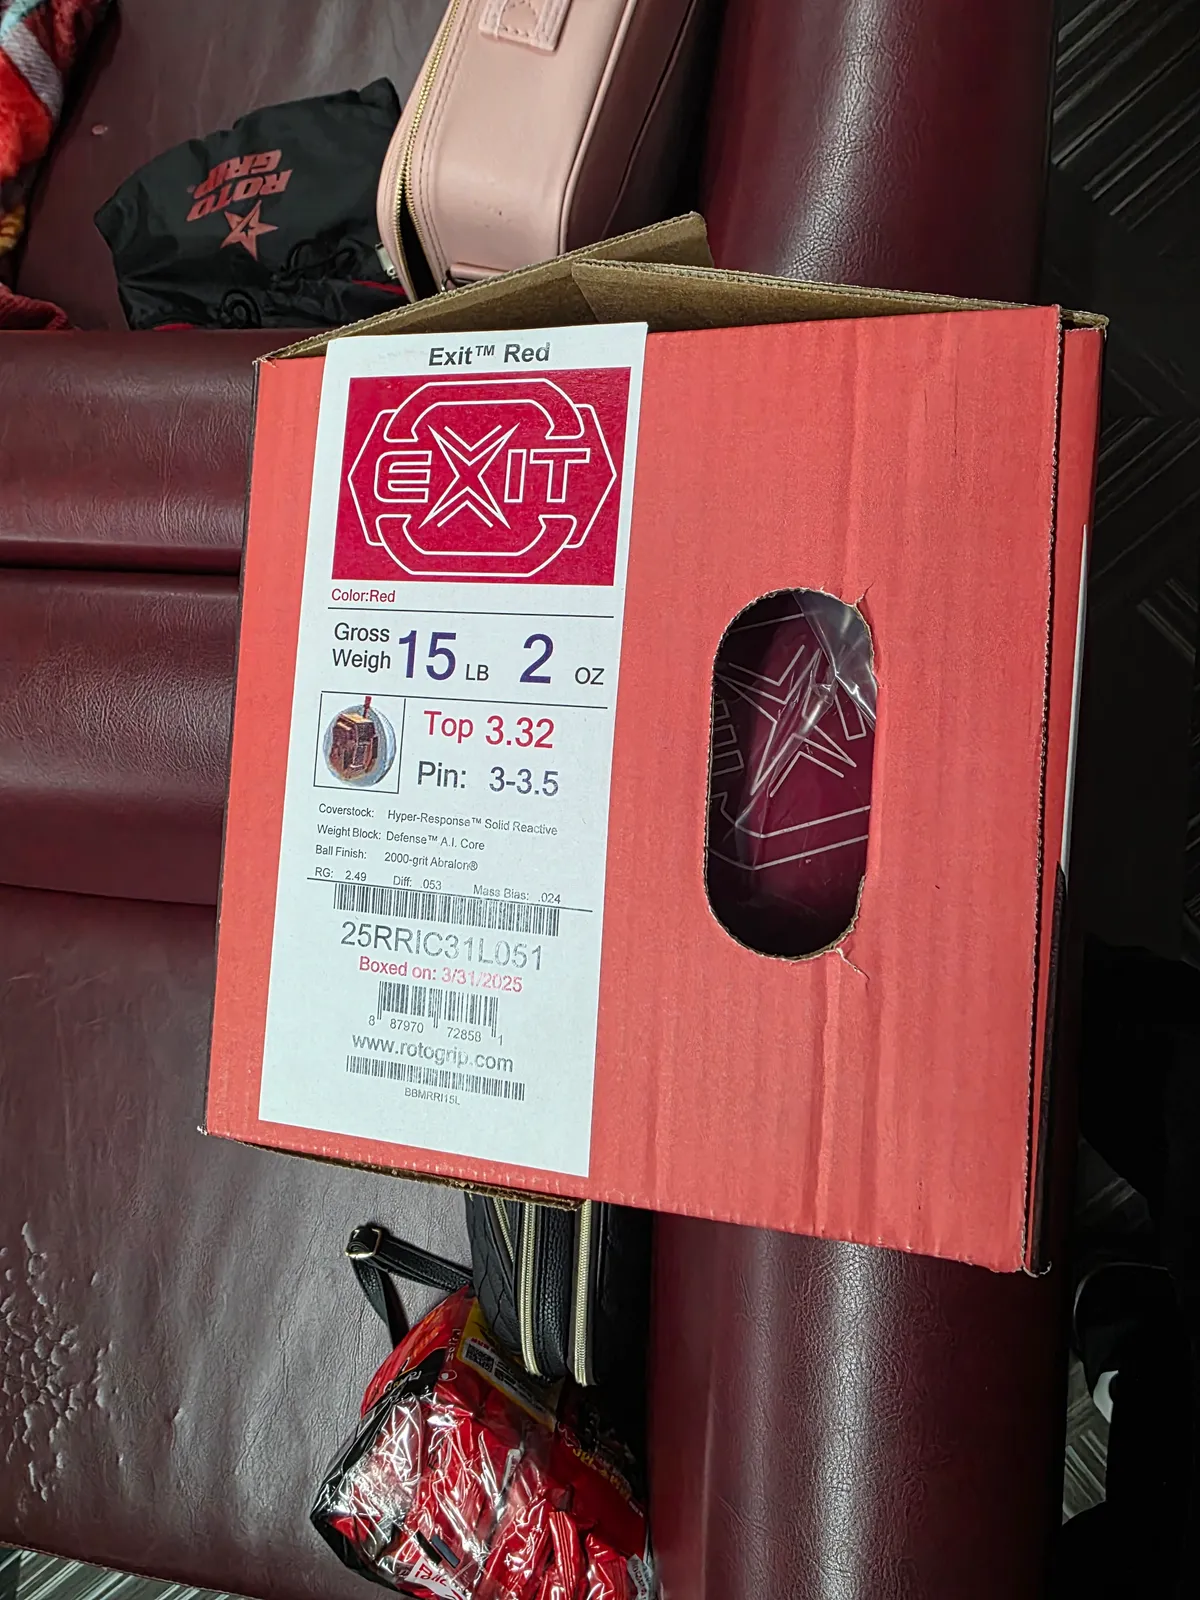 ROTO
GRIP
Exit™ Red
EXIT
Color:Red
Gross
Weigh 15 LB 2 OZ
Top 3.32
Pin: 3-3.5
Coverstock: Hyper-Response™ Solid Reactive
Weight Block: Defense™ A.I. Core
Ball Finish: 2000-grit Abralon®
RG: 2.49 Diff: .053 Mass Bias: .024
25RRIC31L051
Boxed on: 3/31/2025
8 87970 72858 1
www.rotogrip.com
BBMRRI15L